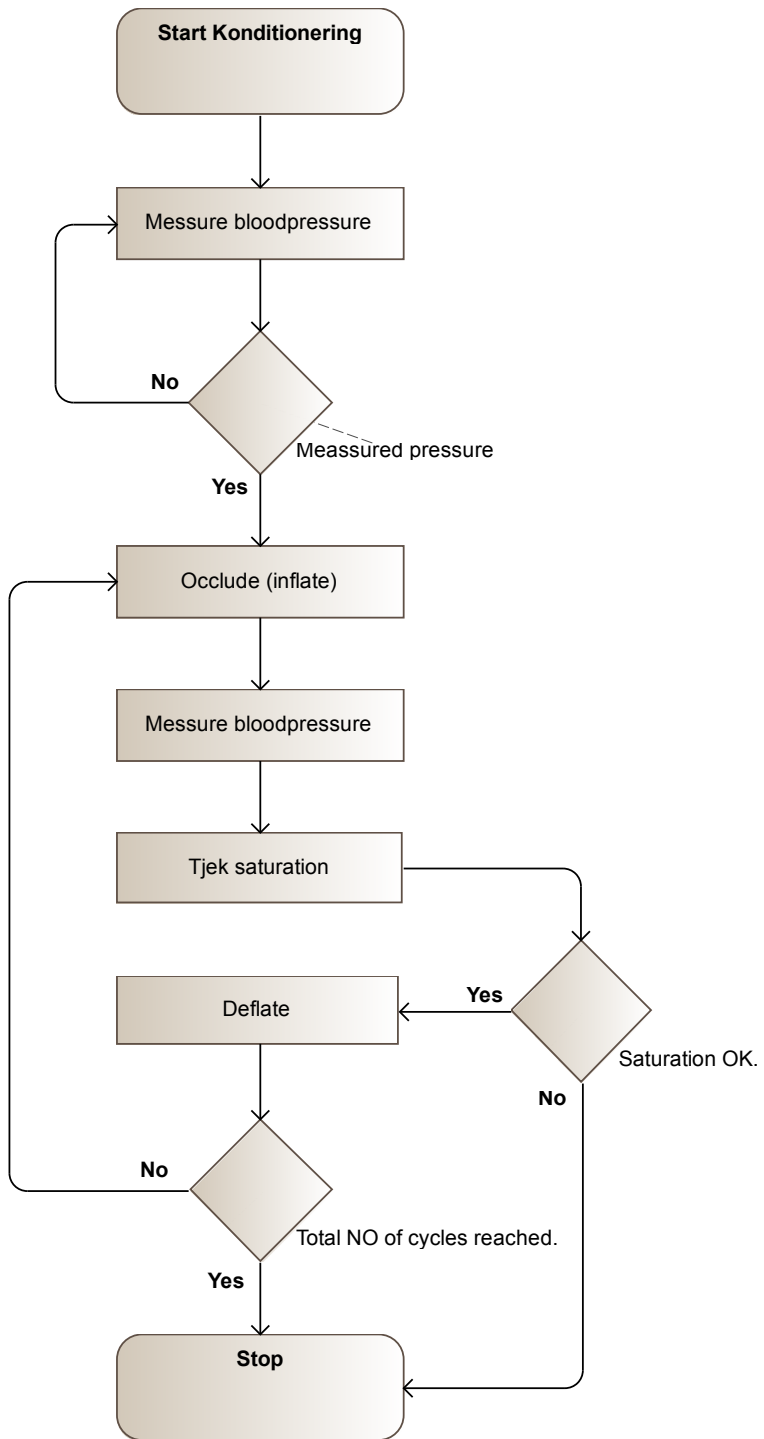 Start Konditionering
Messure bloodpressure
No
Meassured pressure
Yes
Occlude (inflate)
Messure bloodpressure
Tjek saturation
Deflate
Yes
Saturation OK.
No
No
Total NO of cycles reached.
Yes
Stop